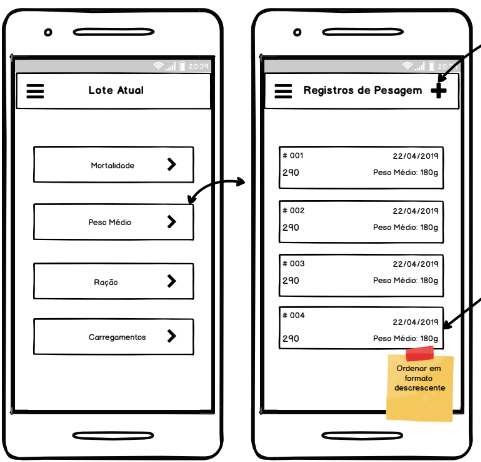 20:39
Lote Atual
Mortalidade
Peso Médio
Ração
Carregamentos
Registros de Pesagem
# 001 22/04/2019
290 Peso Médio: 180g
# 002 22/04/2019
290 Peso Médio: 180g
# 003 22/04/2019
290 Peso Médio: 180g
# 004 22/04/2019
290 Peso Médio: 180g
Ordenar em
formato
descrescente